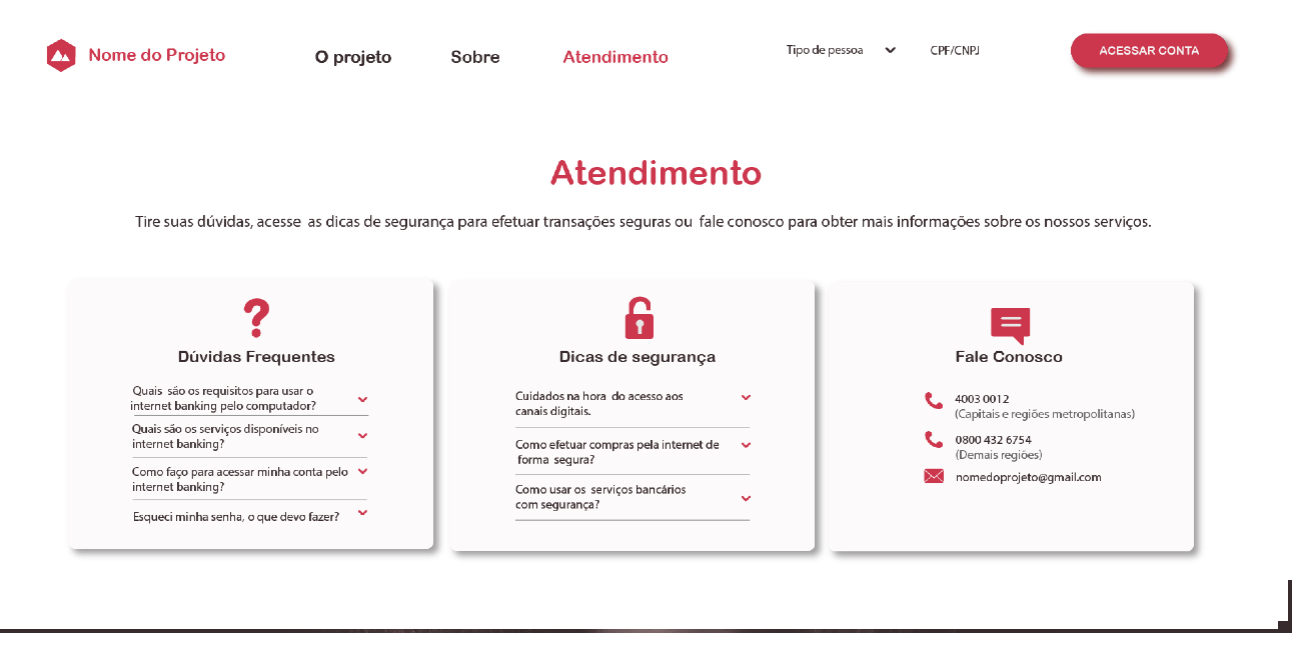 Nome do Projeto
O projeto
Sobre
Atendimento
Tipo de pessoa
CPF/CNPJ
ACESSAR CONTA
Atendimento
Tire suas dúvidas, acesse as dicas de segurança para efetuar transações seguras ou fale conosco para obter mais informações sobre os nossos serviços.
Dúvidas Frequentes
Quais são os requisitos para usar o
internet banking pelo computador?
Quais são os serviços disponíveis no
internet banking?
Como faço para acessar minha conta pelo
internet banking?
Esqueci minha senha, o que devo fazer?
Dicas de segurança
Cuidados na hora do acesso aos
canais digitais.
Como efetuar compras pela internet de
forma segura?
Como usar os serviços bancários
com segurança?
Fale Conosco
4003 0012
(Capitais e regiões metropolitanas)
0800 432 6754
(Demais regiões)
nomedoprojeto@gmail.com